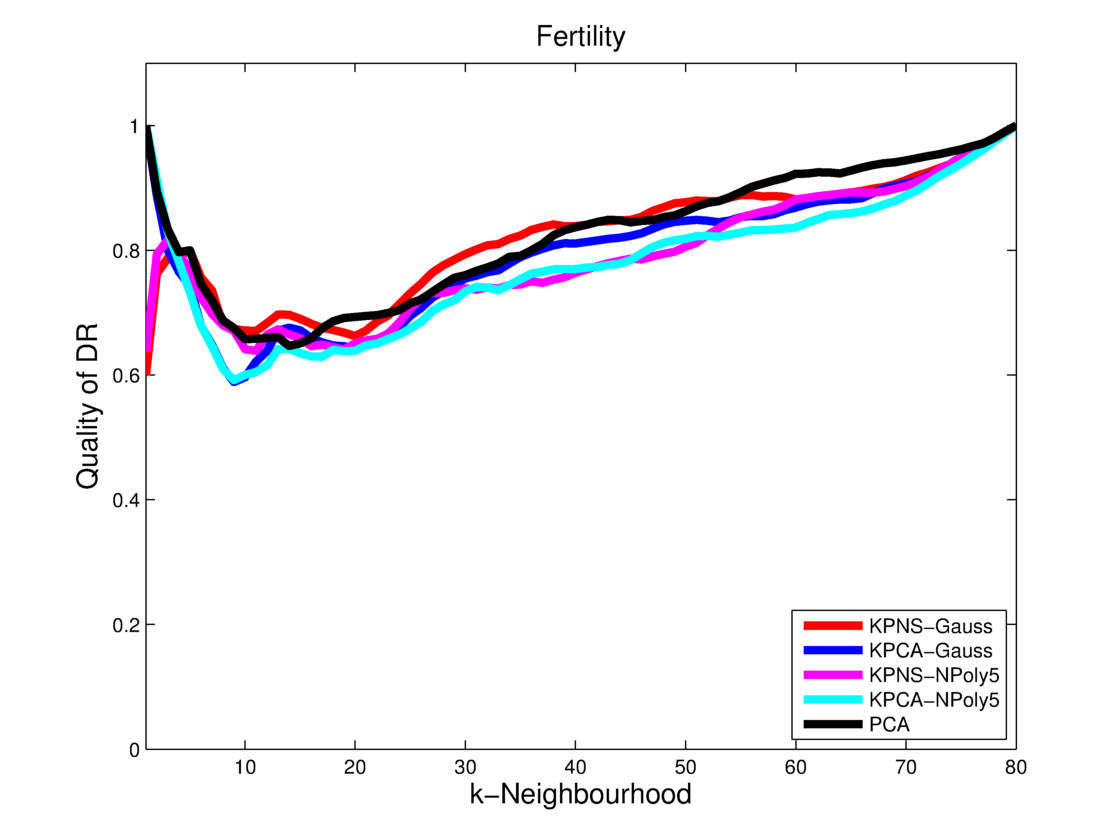 Fertility
Quality of DR
1
0.8
0.6
0.4
0.2
0
10 20 30 40 50 60 70 80
k−Neighbourhood
KPNS−Gauss
KPCA−Gauss
KPNS−NPoly5
KPCA−NPoly5
PCA